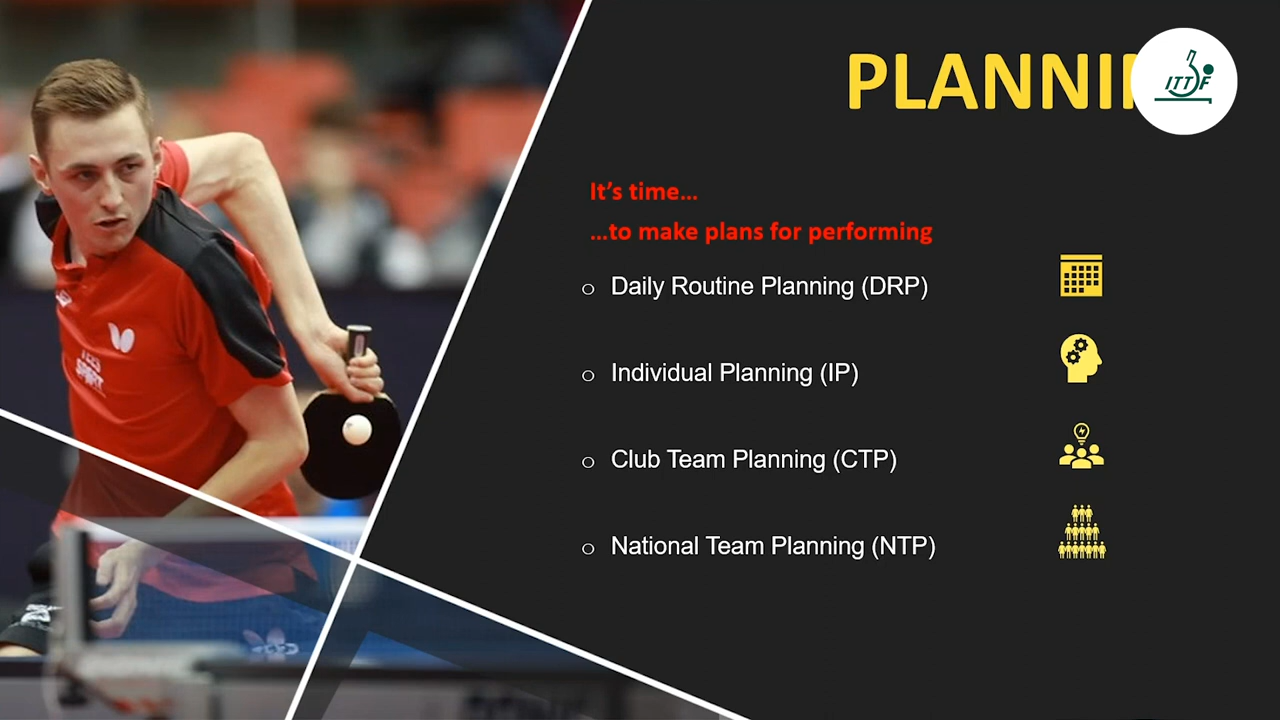 PLANNI
ITTF
It's time...
...to make plans for performing
Daily Routine Planning (DRP)
Individual Planning (IP)
Club Team Planning (CTP)
National Team Planning (NTP)